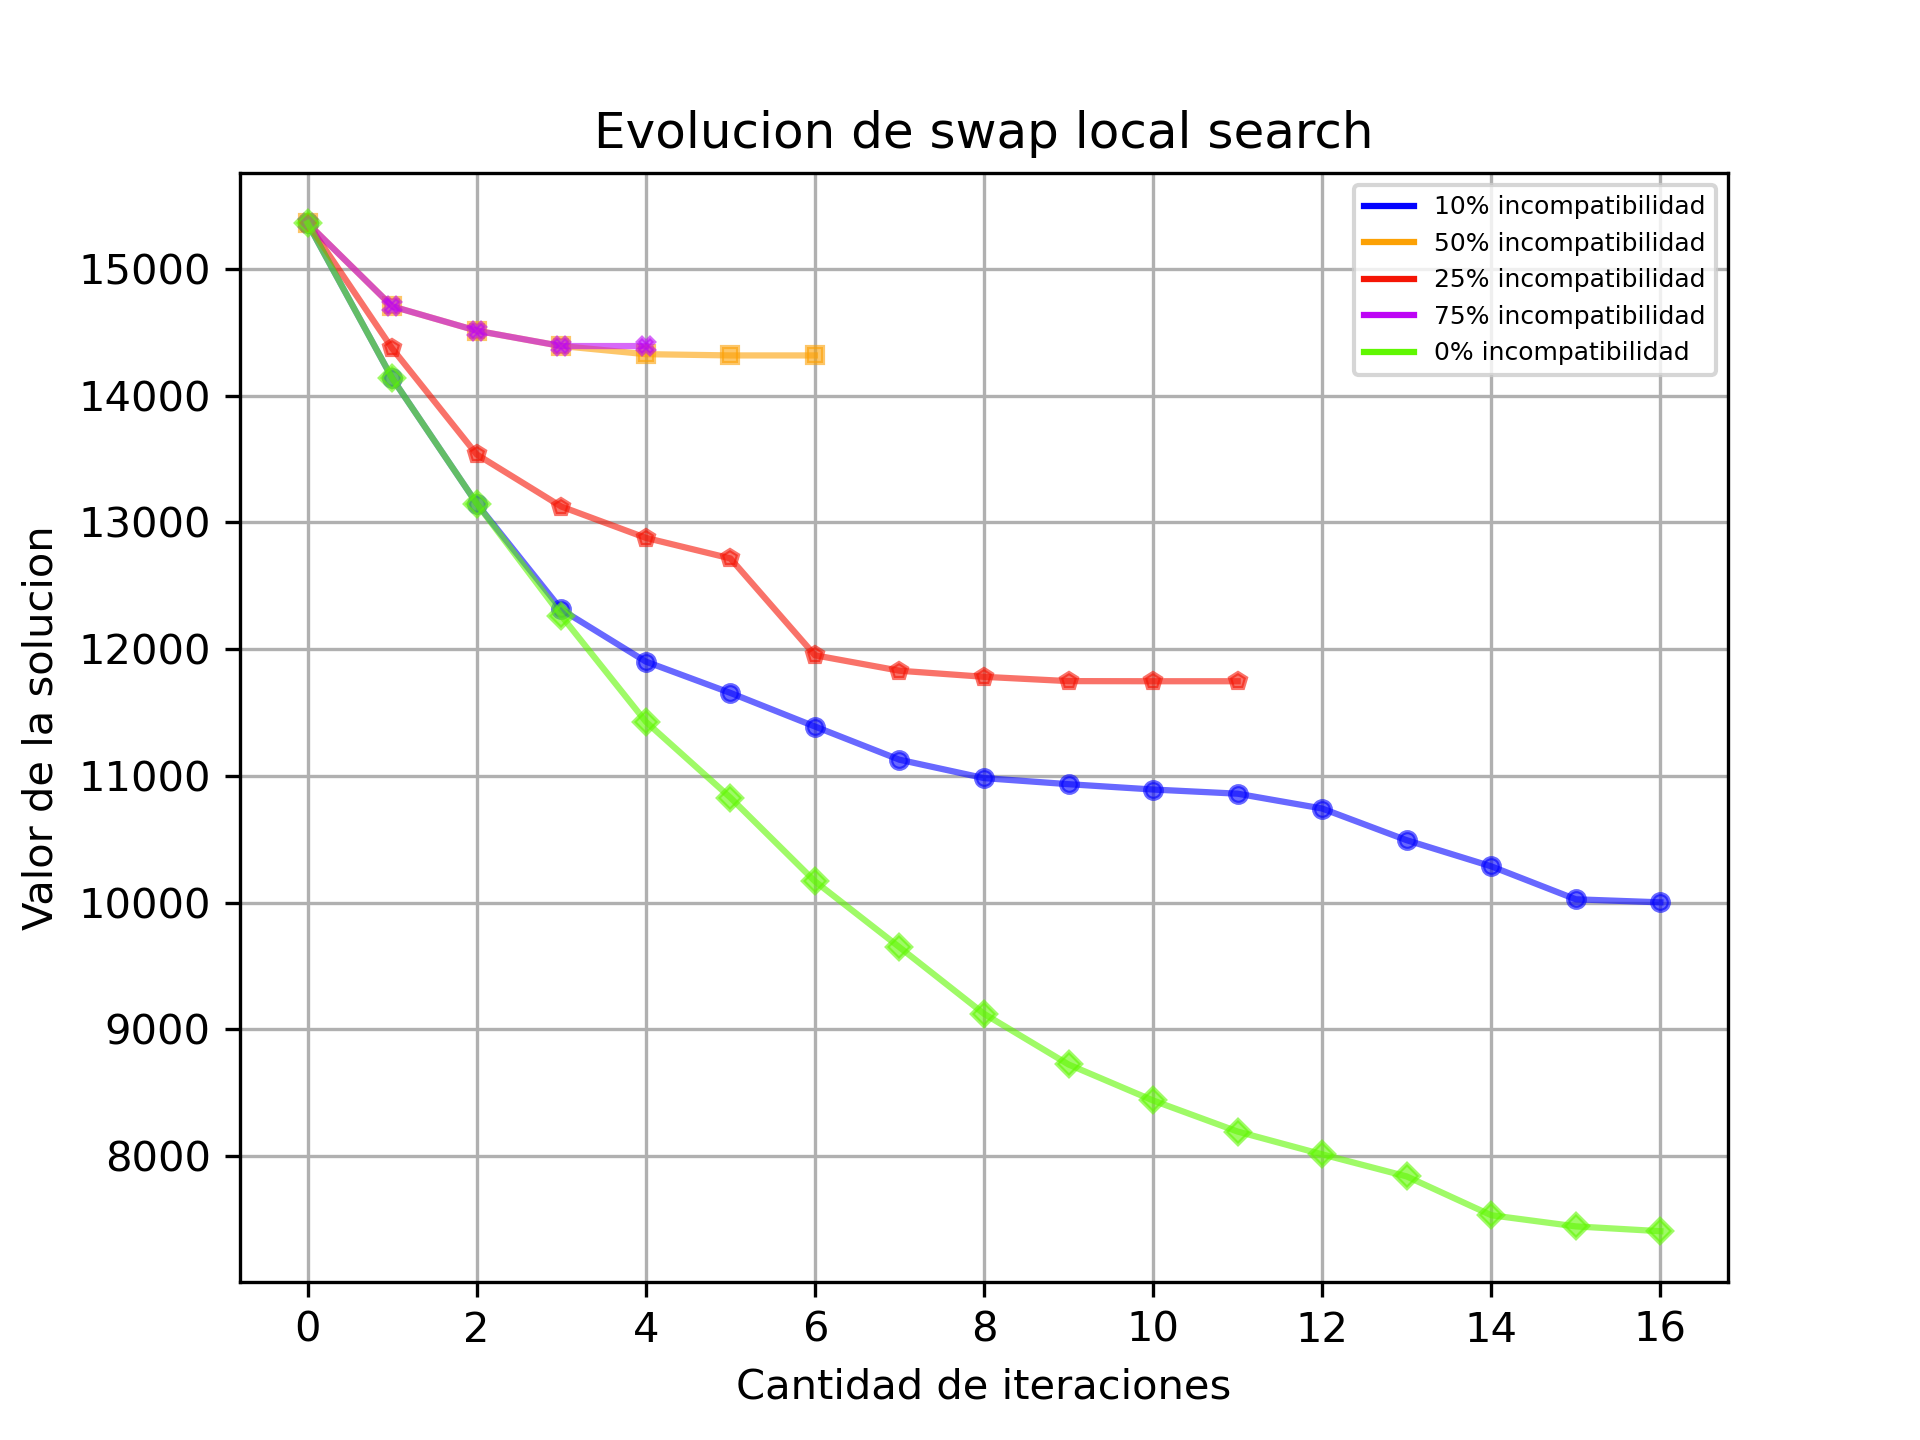 Evolucion de swap local search
10% incompatibilidad
50% incompatibilidad
25% incompatibilidad
75% incompatibilidad
0% incompatibilidad
Valor de la solucion
15000
14000
13000
12000
11000
10000
9000
8000
0 2 4 6 8 10 12 14 16
Cantidad de iteraciones